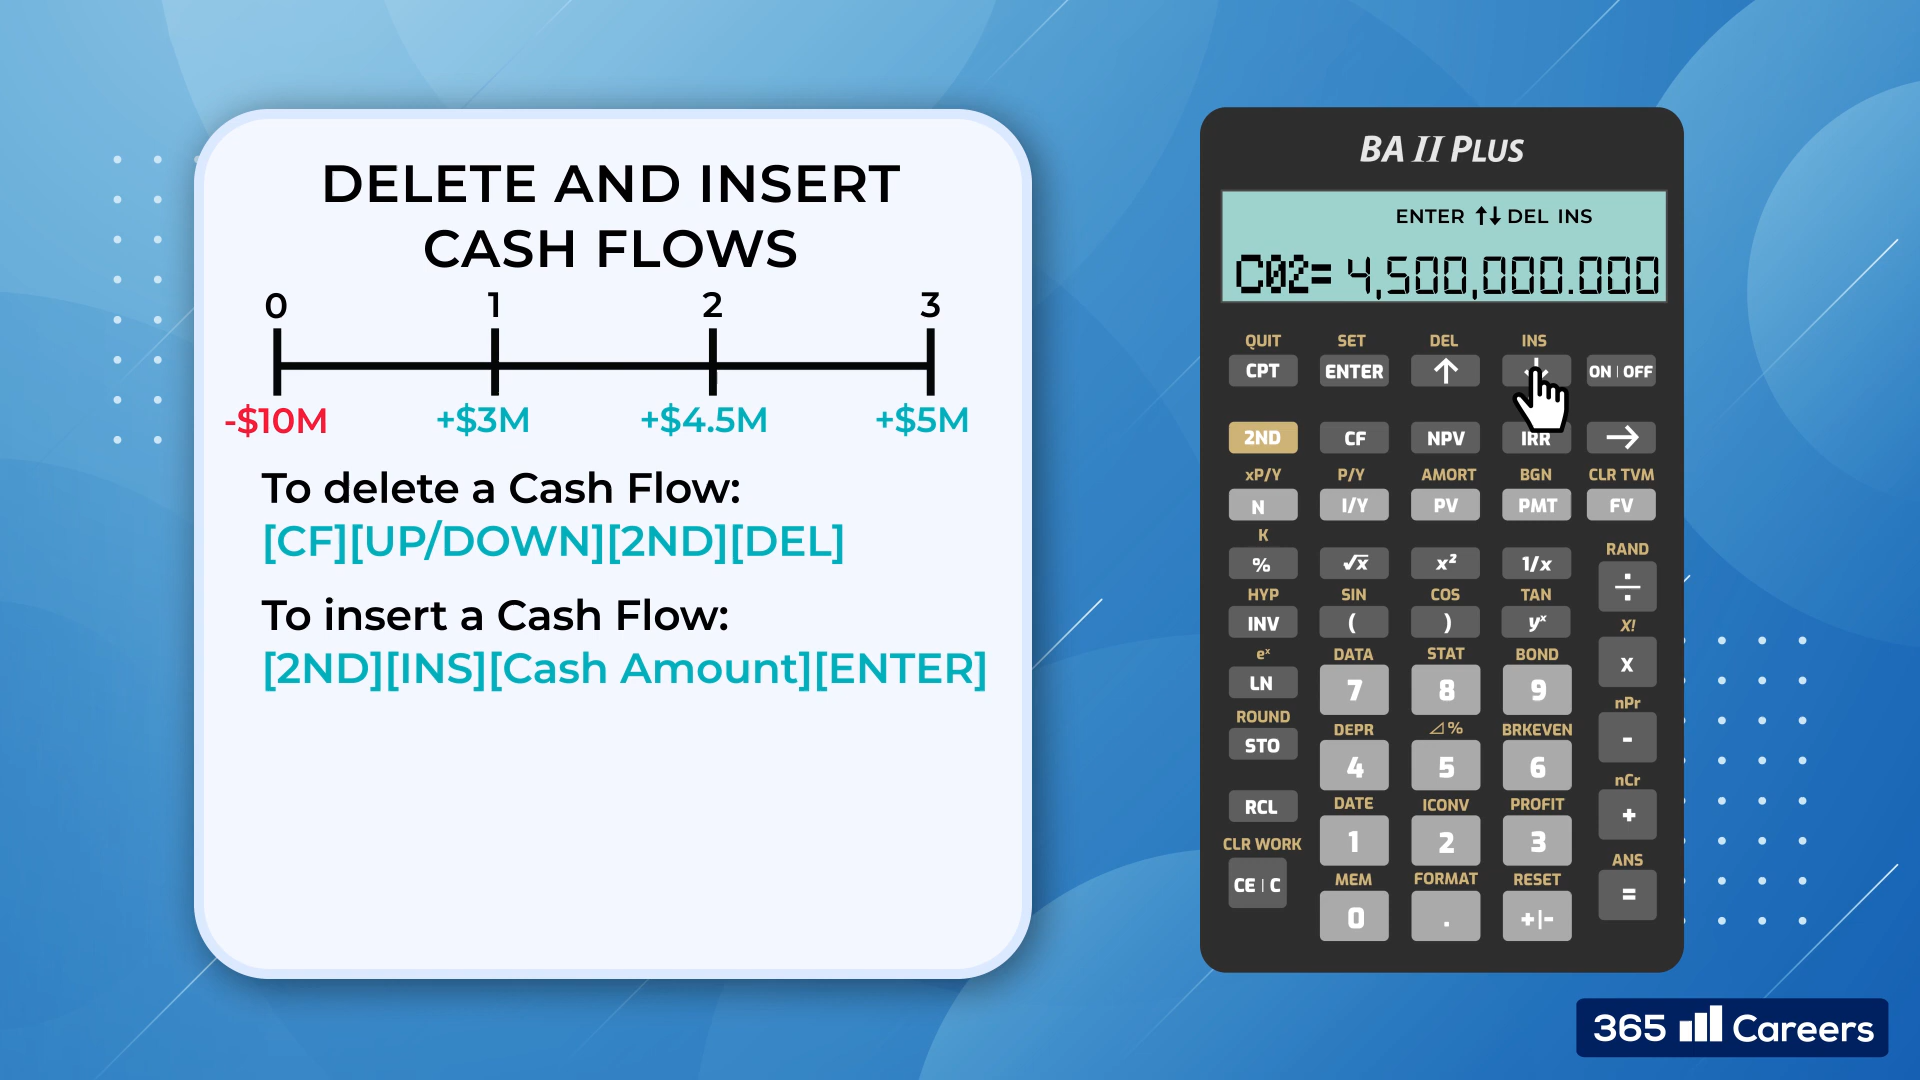 DELETE AND INSERT
CASH FLOWS
0 1 2 3
-$10M +$3M +$4.5M +$5M
To delete a Cash Flow:
[CF][UP/DOWN][2ND][DEL]
To insert a Cash Flow:
[2ND][INS][Cash Amount][ENTER]
BA II PLUS
ENTER ↑↓ DEL INS
C02= 4,500,000.000
QUIT SET DEL INS
CPT ENTER ↑ ↓ ON | OFF
2ND CF NPV IRR →
xP/Y P/Y AMORT BGN CLR TVM
N I/Y PV PMT FV
K RAND
% √x x² 1/x ÷
HYP SIN COS TAN X!
INV ( ) yˣ x
eˣ DATA STAT BOND nPr
LN 7 8 9 -
ROUND DEPR ⊿% BRKEVEN nCr
STO 4 5 6 +
DATE ICONV PROFIT
RCL 1 2 3
CLR WORK MEM FORMAT RESET ANS
CE | C 0 . +|- =
365 Careers